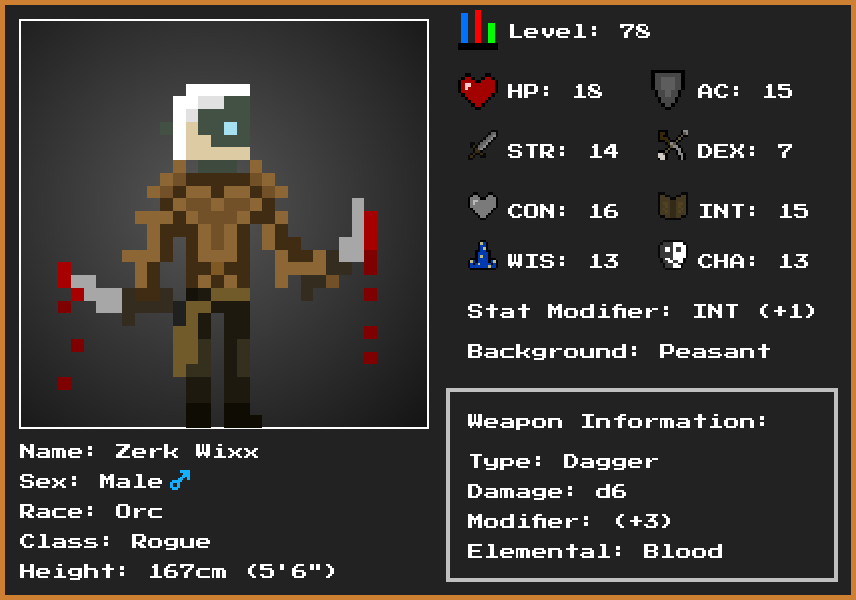 Level: 78
HP: 18
AC: 15
STR: 14
DEX: 7
CON: 16
INT: 15
WIS: 13
CHA: 13
Stat Modifier: INT (+1)
Background: Peasant
Weapon Information:
Type: Dagger
Damage: d6
Modifier: (+3)
Elemental: Blood
Name: Zerk Wixx
Sex: Male ♂
Race: Orc
Class: Rogue
Height: 167cm (5'6")